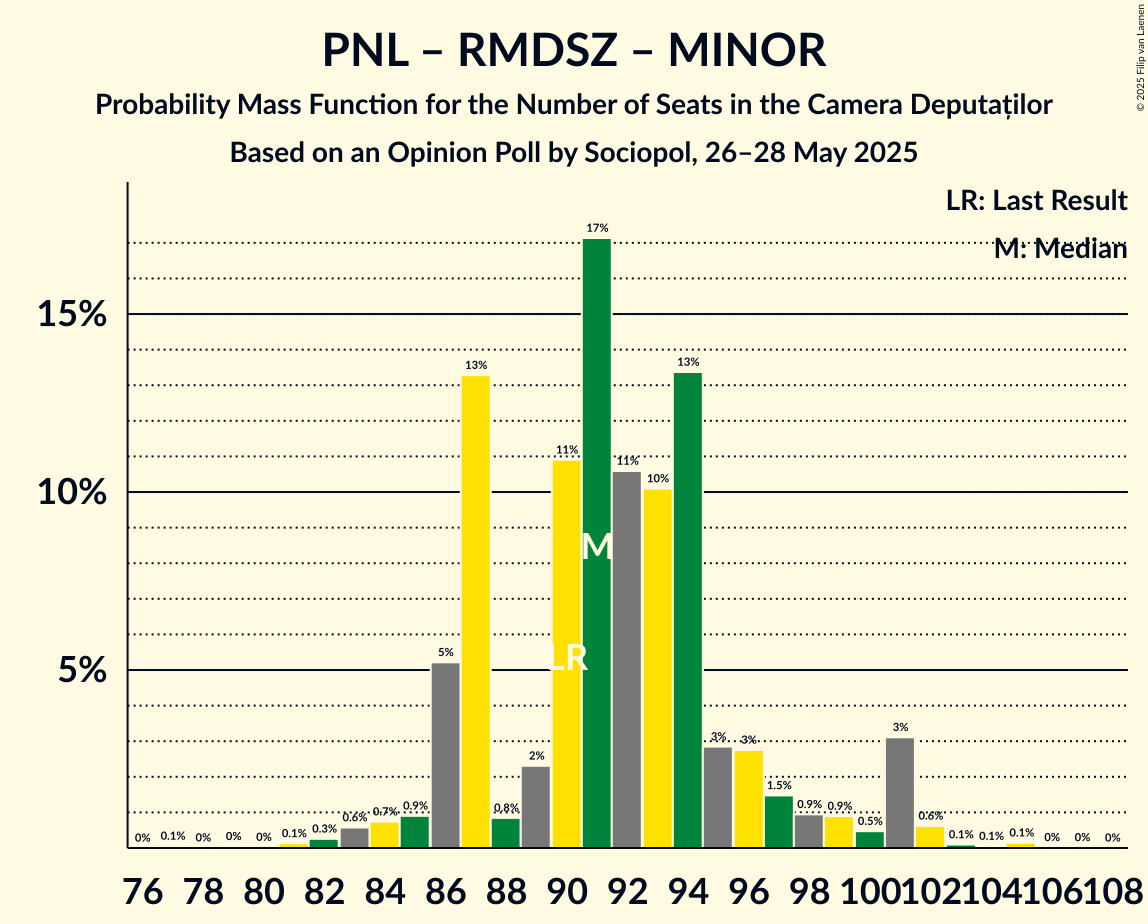 PNL – RMDSZ – MINOR
Probability Mass Function for the Number of Seats in the Camera Deputaților
Based on an Opinion Poll by Sociopol, 26–28 May 2025
© 2025 Filip van Laenen
LR: Last Result
M: Median
15%
10%
5%
0% 0.1% 0% 0% 0% 0.1% 0.3% 0.6% 0.7% 0.9% 5% 13% 0.8% 2% 11% 17% 11% 10% 13% 3% 3% 1.5% 0.9% 0.9% 0.5% 3% 0.6% 0.1% 0.1% 0.1% 0% 0% 0%
M
LR
76 78 80 82 84 86 88 90 92 94 96 98 100 102 104 106 108